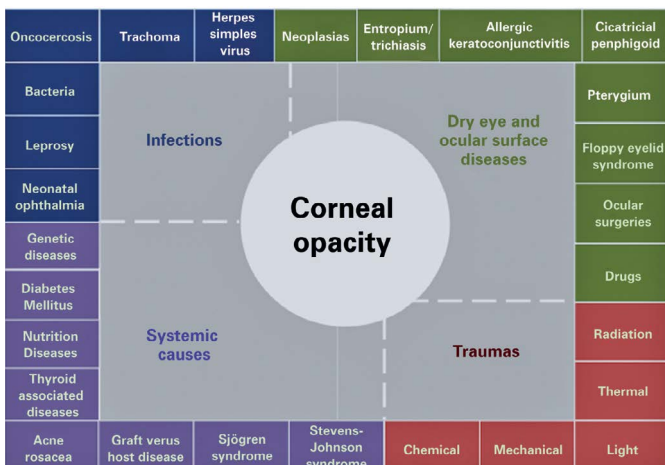 Oncocercosis
Trachoma
Herpes
simples
virus
Neoplasias
Entropium/
trichiasis
Allergic
keratoconjunctivitis
Cicatricial
penphigoid
Bacteria
Leprosy
Neonatal
ophthalmia
Genetic
diseases
Diabetes
Mellitus
Nutrition
Diseases
Thyroid
associated
diseases
Infections
Dry eye and
ocular surface
diseases
Corneal
opacity
Systemic
causes
Traumas
Pterygium
Floppy eyelid
syndrome
Ocular
surgeries
Drugs
Radiation
Thermal
Acne
rosacea
Graft verus
host disease
Sjögren
syndrome
Stevens-
Johnson
syndrome
Chemical
Mechanical
Light